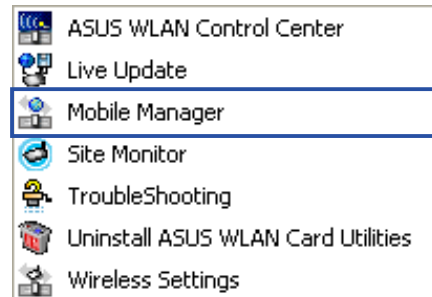 ASUS WLAN Control Center
Live Update
Mobile Manager
Site Monitor
TroubleShooting
Uninstall ASUS WLAN Card Utilities
Wireless Settings